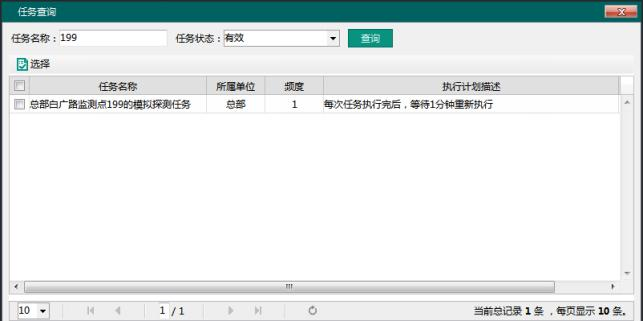 任务查询
任务名称：199 任务状态：有效 查询
选择
任务名称 所属单位 频度 执行计划描述
总部白广路监测点199的模拟探测任务 总部 1 每次任务执行完后，等待1分钟重新执行
10 1 / 1 当前总记录 1 条，每页显示 10 条。